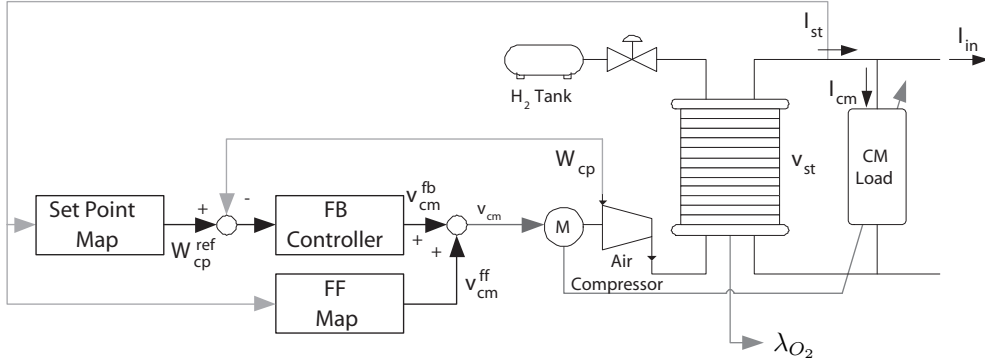 I_st
I_in
H_2 Tank
I_cm
W_cp
v_st
CM
Load
Set Point
Map
+
-
W_cp^ref
FB
Controller
v_cm^fb
+
+
v_cm
M
Air
Compressor
FF
Map
v_cm^ff
λ_O_2